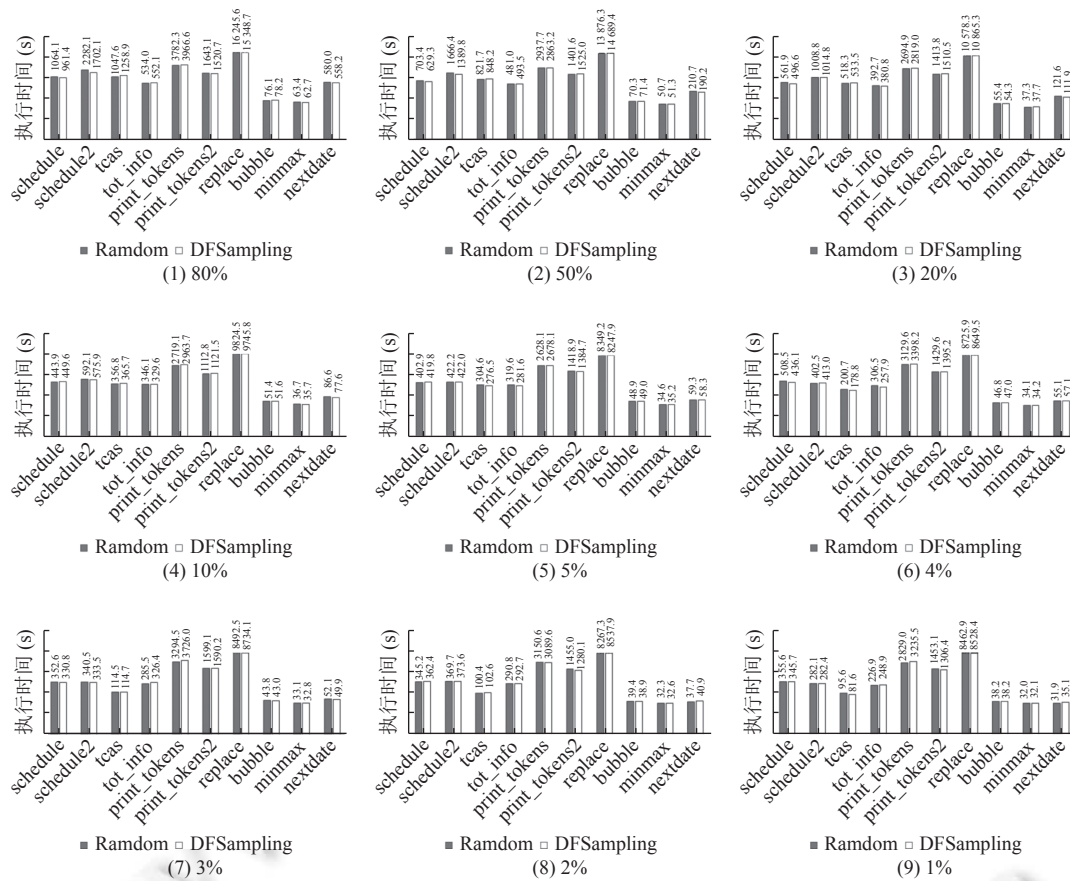 执行时间 (s)
1064.1 961.4 2282.1 1702.1 1047.6 1258.9 534.0 552.1 3782.3 3966.6 1643.1 1520.7 16 245.6 15 348.7 76.1 78.2 63.4 62.7 580.0 558.2
schedule schedule2 tcas tot_info print_tokens print_tokens2 replace bubble minmax nextdate
Ramdom DFSampling
(1) 80%
执行时间 (s)
703.4 629.3 1666.4 1389.8 821.7 848.2 481.0 493.5 2937.7 2863.2 1401.6 1525.0 13 876.3 14 689.4 70.3 71.4 50.7 51.3 210.7 190.2
schedule schedule2 tcas tot_info print_tokens print_tokens2 replace bubble minmax nextdate
Ramdom DFSampling
(2) 50%
执行时间 (s)
561.9 496.6 1008.8 1014.8 518.3 533.5 392.7 380.8 2694.9 2819.0 1413.8 1510.5 10 578.3 10 865.3 55.4 54.3 37.3 37.7 121.6 111.9
schedule schedule2 tcas tot_info print_tokens print_tokens2 replace bubble minmax nextdate
Ramdom DFSampling
(3) 20%
执行时间 (s)
443.9 449.6 592.1 575.9 356.8 365.7 346.1 329.6 2719.1 2963.7 1112.8 1121.5 9824.5 9745.8 51.4 51.6 36.7 35.7 86.6 77.6
schedule schedule2 tcas tot_info print_tokens print_tokens2 replace bubble minmax nextdate
Ramdom DFSampling
(4) 10%
执行时间 (s)
402.9 419.8 422.2 422.0 304.6 276.5 319.6 281.6 2628.1 2678.1 1418.9 1384.7 8349.2 8247.9 48.9 49.0 34.6 35.2 59.3 58.3
schedule schedule2 tcas tot_info print_tokens print_tokens2 replace bubble minmax nextdate
Ramdom DFSampling
(5) 5%
执行时间 (s)
508.5 436.1 402.5 413.0 200.7 178.8 306.5 257.9 3129.6 3398.2 1429.6 1395.2 8725.9 8649.5 46.8 47.0 34.1 34.2 55.1 57.1
schedule schedule2 tcas tot_info print_tokens print_tokens2 replace bubble minmax nextdate
Ramdom DFSampling
(6) 4%
执行时间 (s)
352.6 330.8 340.5 333.5 114.5 114.7 285.5 326.4 3294.5 3726.0 1599.1 1590.2 8492.5 8734.1 43.8 43.0 33.1 32.8 52.1 49.9
schedule schedule2 tcas tot_info print_tokens print_tokens2 replace bubble minmax nextdate
Ramdom DFSampling
(7) 3%
执行时间 (s)
345.2 362.4 369.7 373.6 100.4 102.6 290.8 292.7 3150.6 3089.6 1455.0 1280.1 8267.3 8537.9 39.4 38.9 32.3 32.6 37.7 40.9
schedule schedule2 tcas tot_info print_tokens print_tokens2 replace bubble minmax nextdate
Ramdom DFSampling
(8) 2%
执行时间 (s)
355.6 345.7 282.1 282.4 95.6 81.6 226.9 248.9 2829.0 3235.5 1453.1 1306.4 8462.9 8528.4 38.2 38.2 32.0 32.1 31.9 35.1
schedule schedule2 tcas tot_info print_tokens print_tokens2 replace bubble minmax nextdate
Ramdom DFSampling
(9) 1%